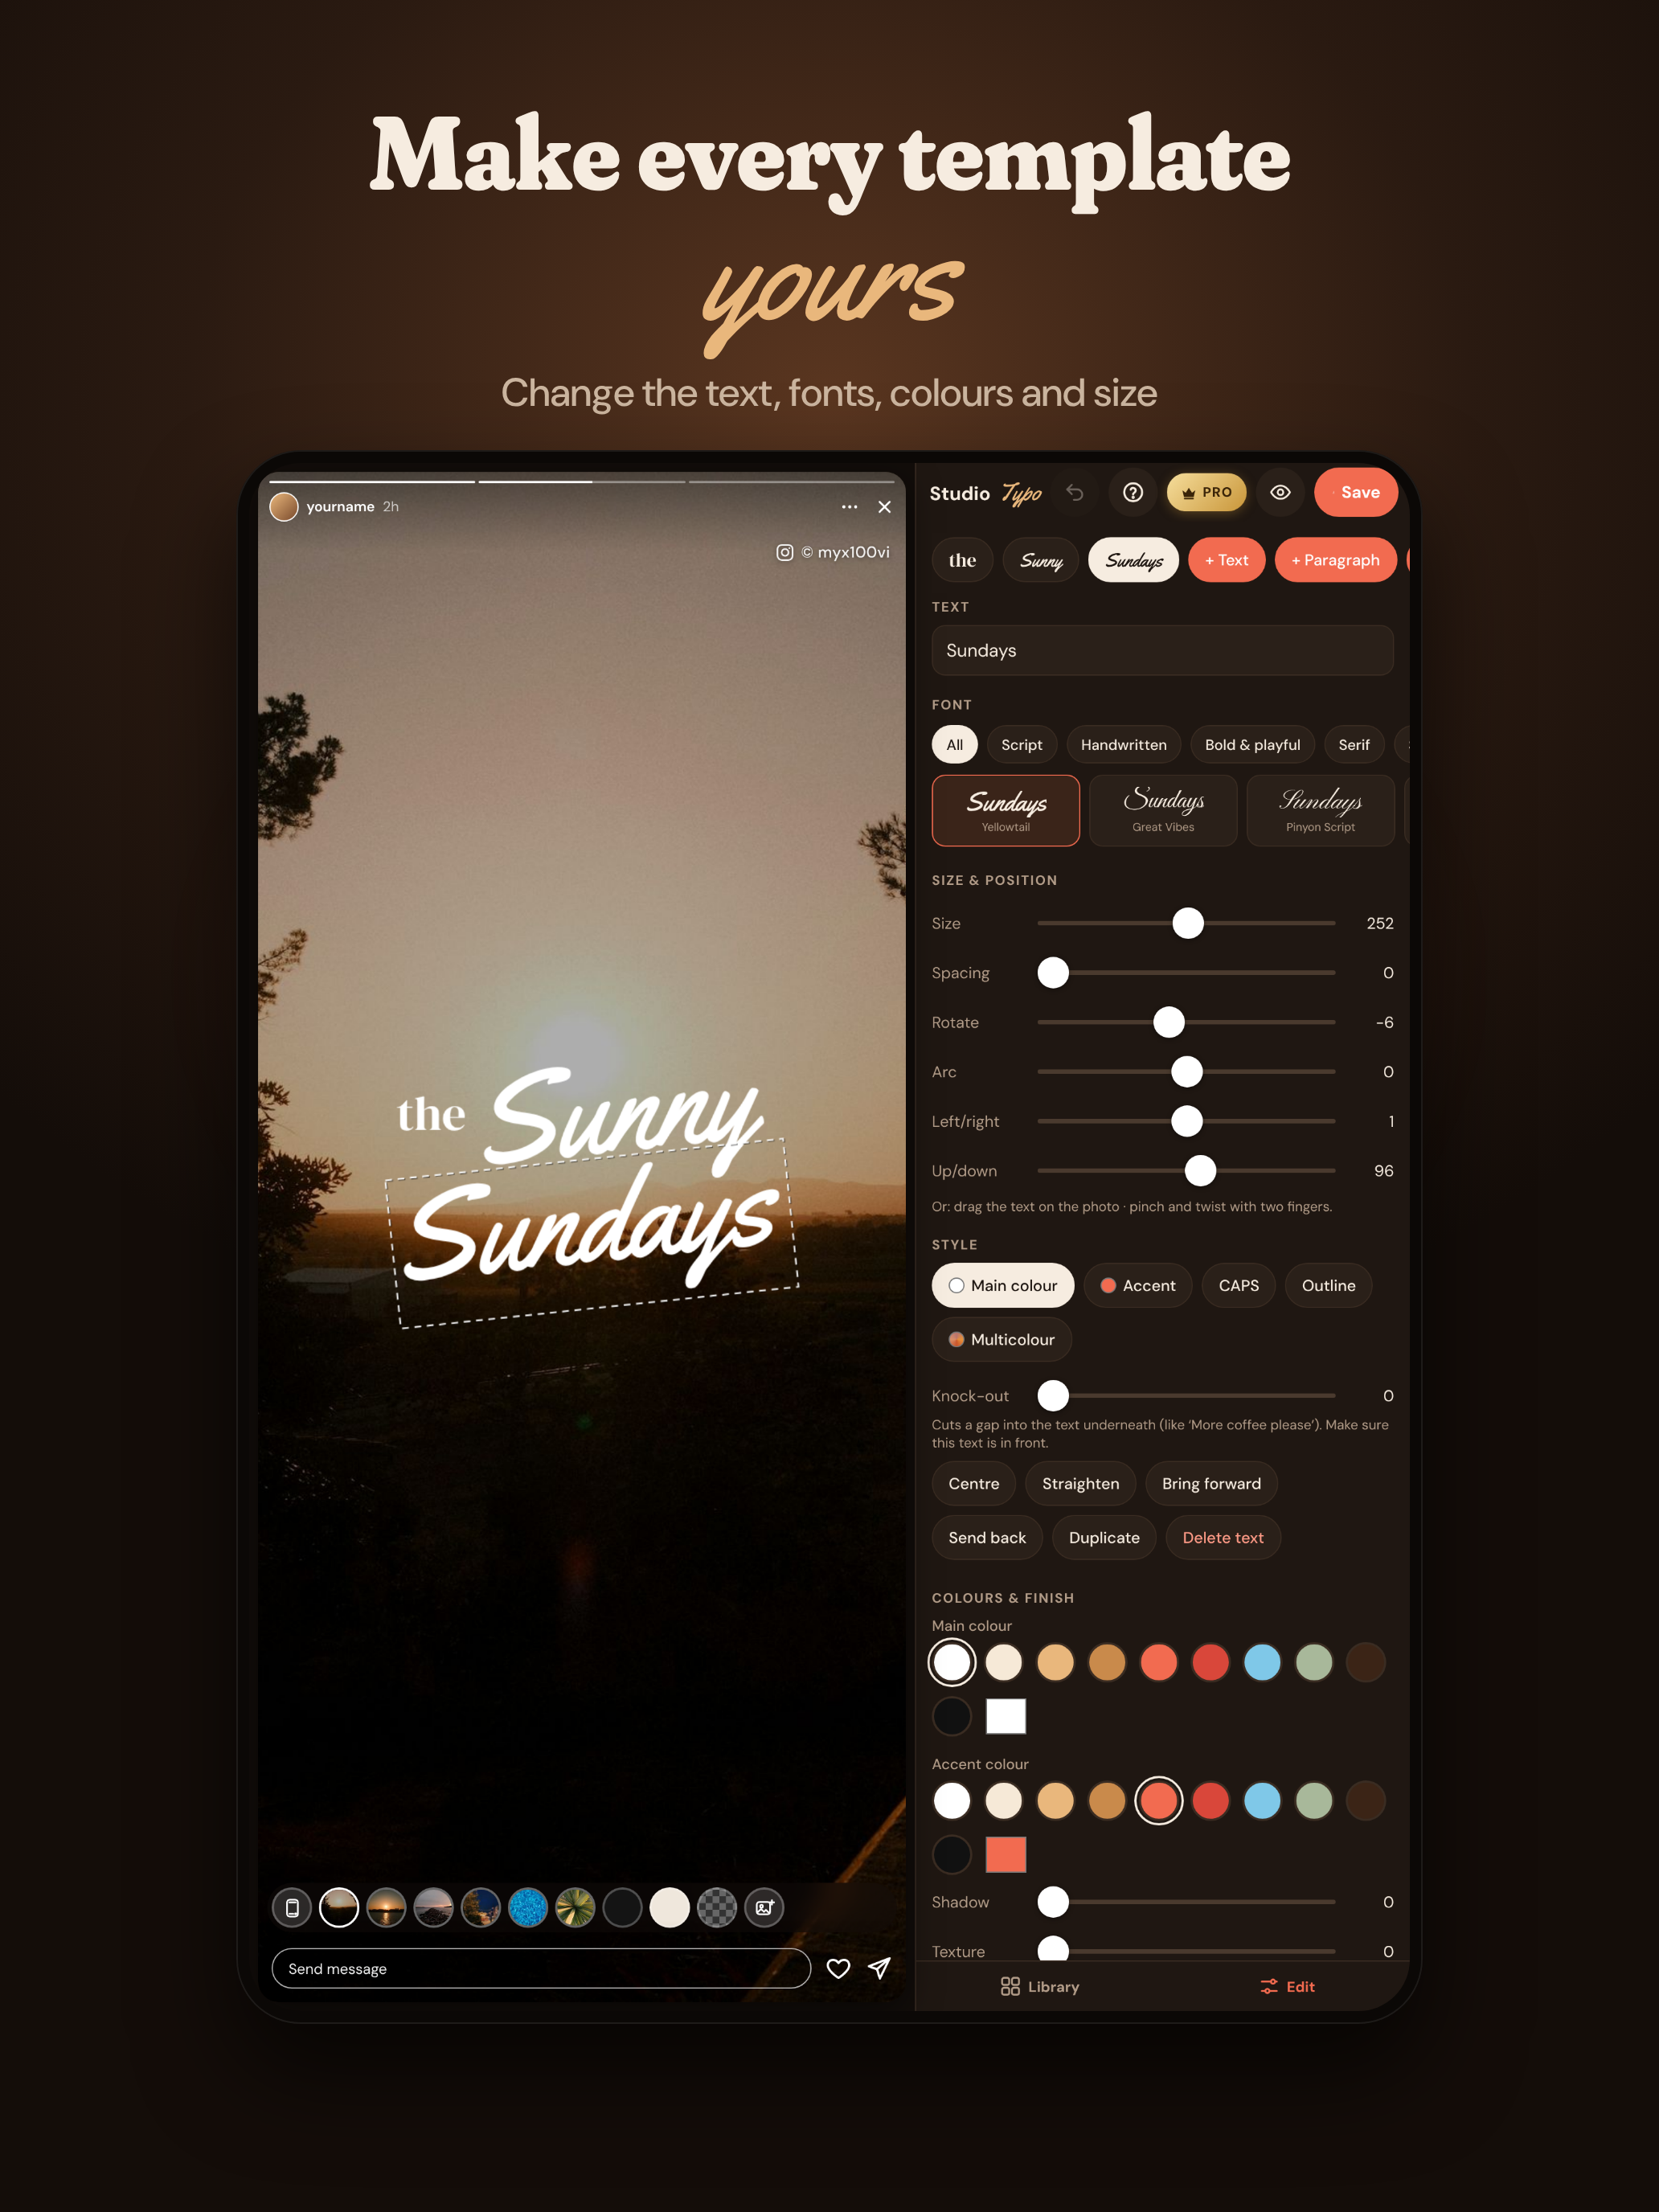 Make every template
yours
Change the text, fonts, colours and size
yourname 2h
© myx100vi
the Sunny
Sundays
Send message
Studio Typo
PRO
Save
the
Sunny
Sundays
+ Text
+ Paragraph
TEXT
Sundays
FONT
All
Script
Handwritten
Bold & playful
Serif
Sundays
Yellowtail
Sundays
Great Vibes
Sundays
Pinyon Script
SIZE & POSITION
Size 252
Spacing 0
Rotate -6
Arc 0
Left/right 1
Up/down 96
Or: drag the text on the photo · pinch and twist with two fingers.
STYLE
Main colour
Accent
CAPS
Outline
Multicolour
Knock-out 0
Cuts a gap into the text underneath (like ‘More coffee please’). Make sure
this text is in front.
Centre
Straighten
Bring forward
Send back
Duplicate
Delete text
COLOURS & FINISH
Main colour
Accent colour
Shadow 0
Texture 0
Library
Edit